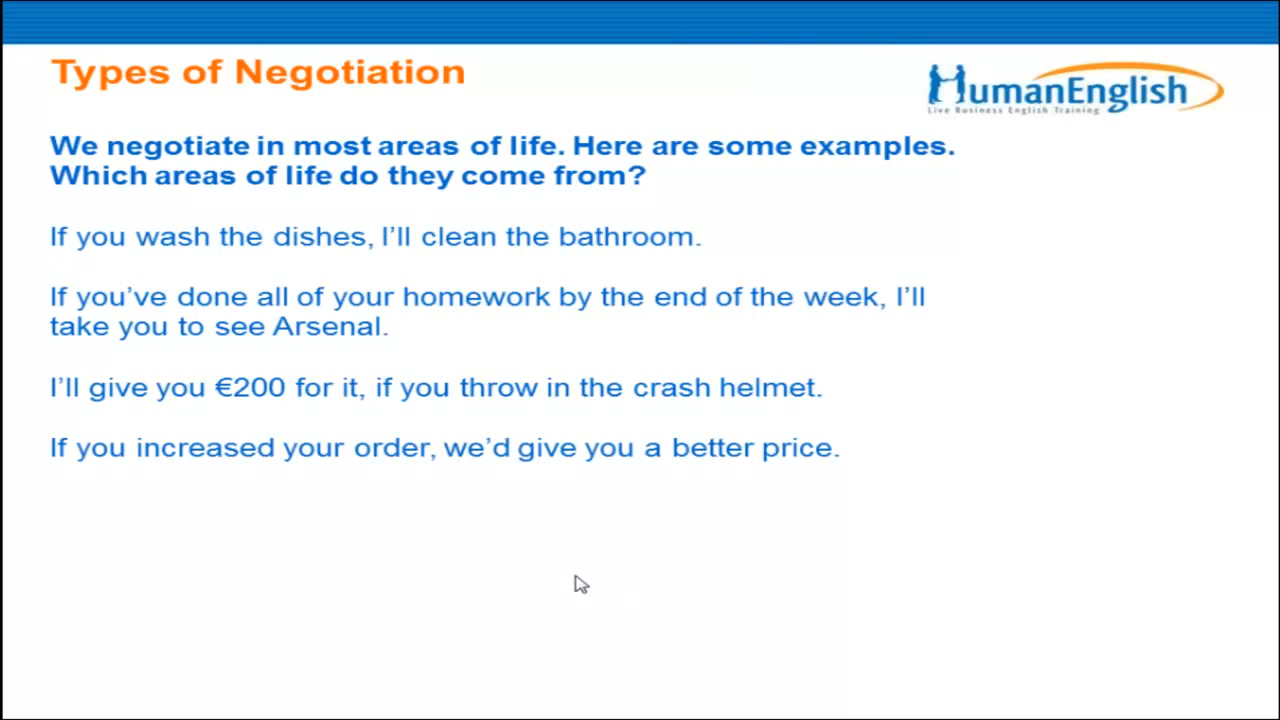 Types of Negotiation
HumanEnglish
Live Business English Training
We negotiate in most areas of life. Here are some examples.
Which areas of life do they come from?
If you wash the dishes, I’ll clean the bathroom.
If you’ve done all of your homework by the end of the week, I’ll
take you to see Arsenal.
I’ll give you €200 for it, if you throw in the crash helmet.
If you increased your order, we’d give you a better price.